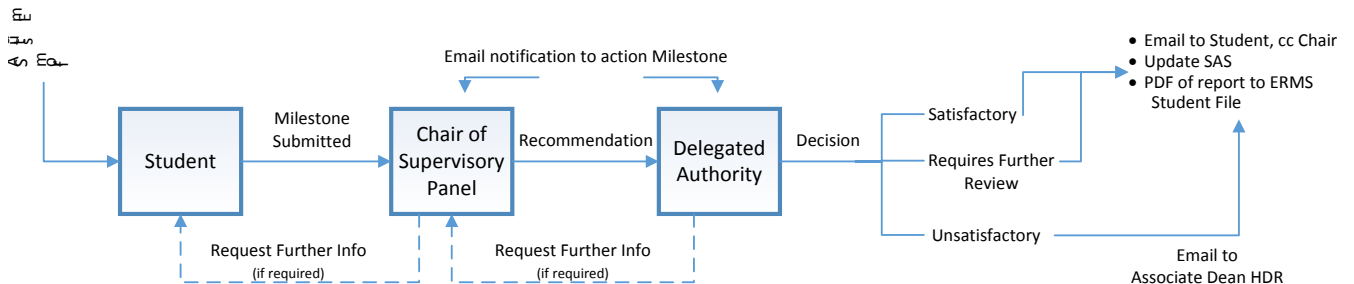 Email notification to action Milestone
• Email to Student, cc Chair
• Update SAS
• PDF of report to ERMS
Student File
Student
Milestone
Submitted
Chair of
Supervisory
Panel
Recommendation
Delegated
Authority
Decision
Satisfactory
Requires Further
Review
Unsatisfactory
Request Further Info
(if required)
Request Further Info
(if required)
Email to
Associate Dean HDR